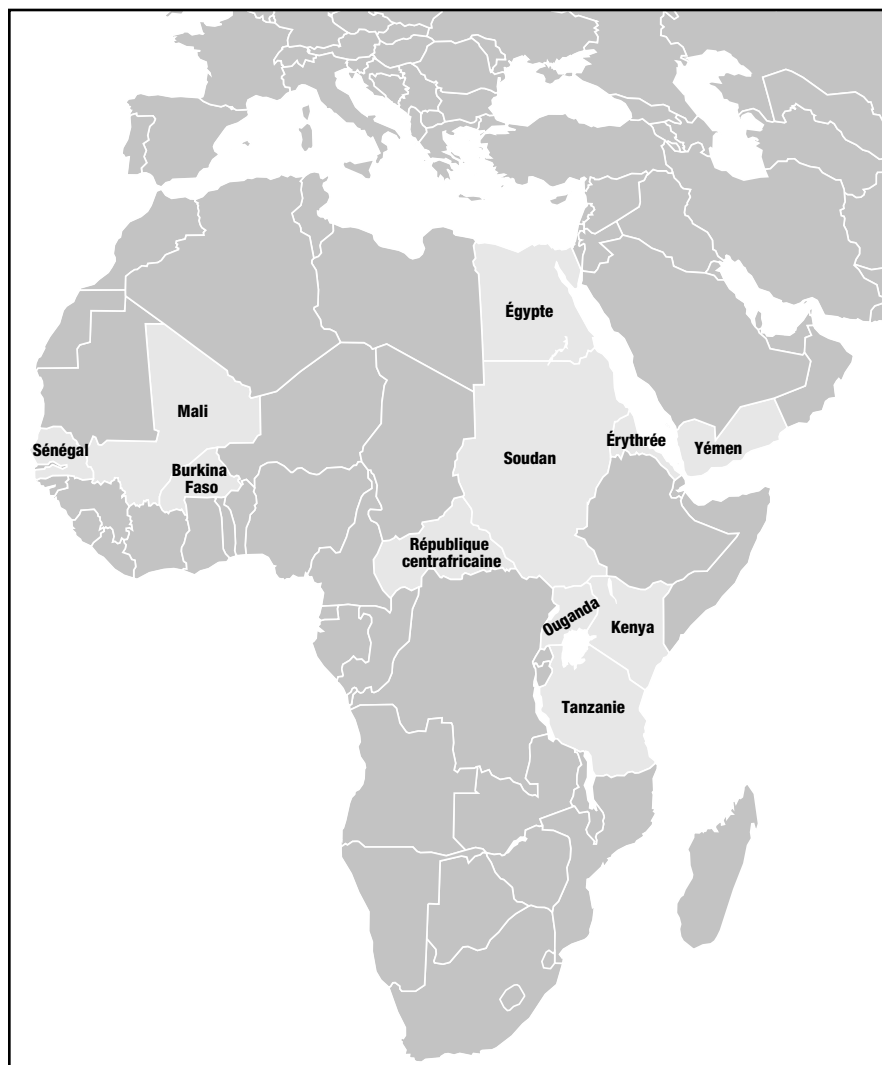 Égypte
Mali
Sénégal
Érythrée
Yémen
Soudan
Burkina
Faso
République
centrafricaine
Ouganda
Kenya
Tanzanie